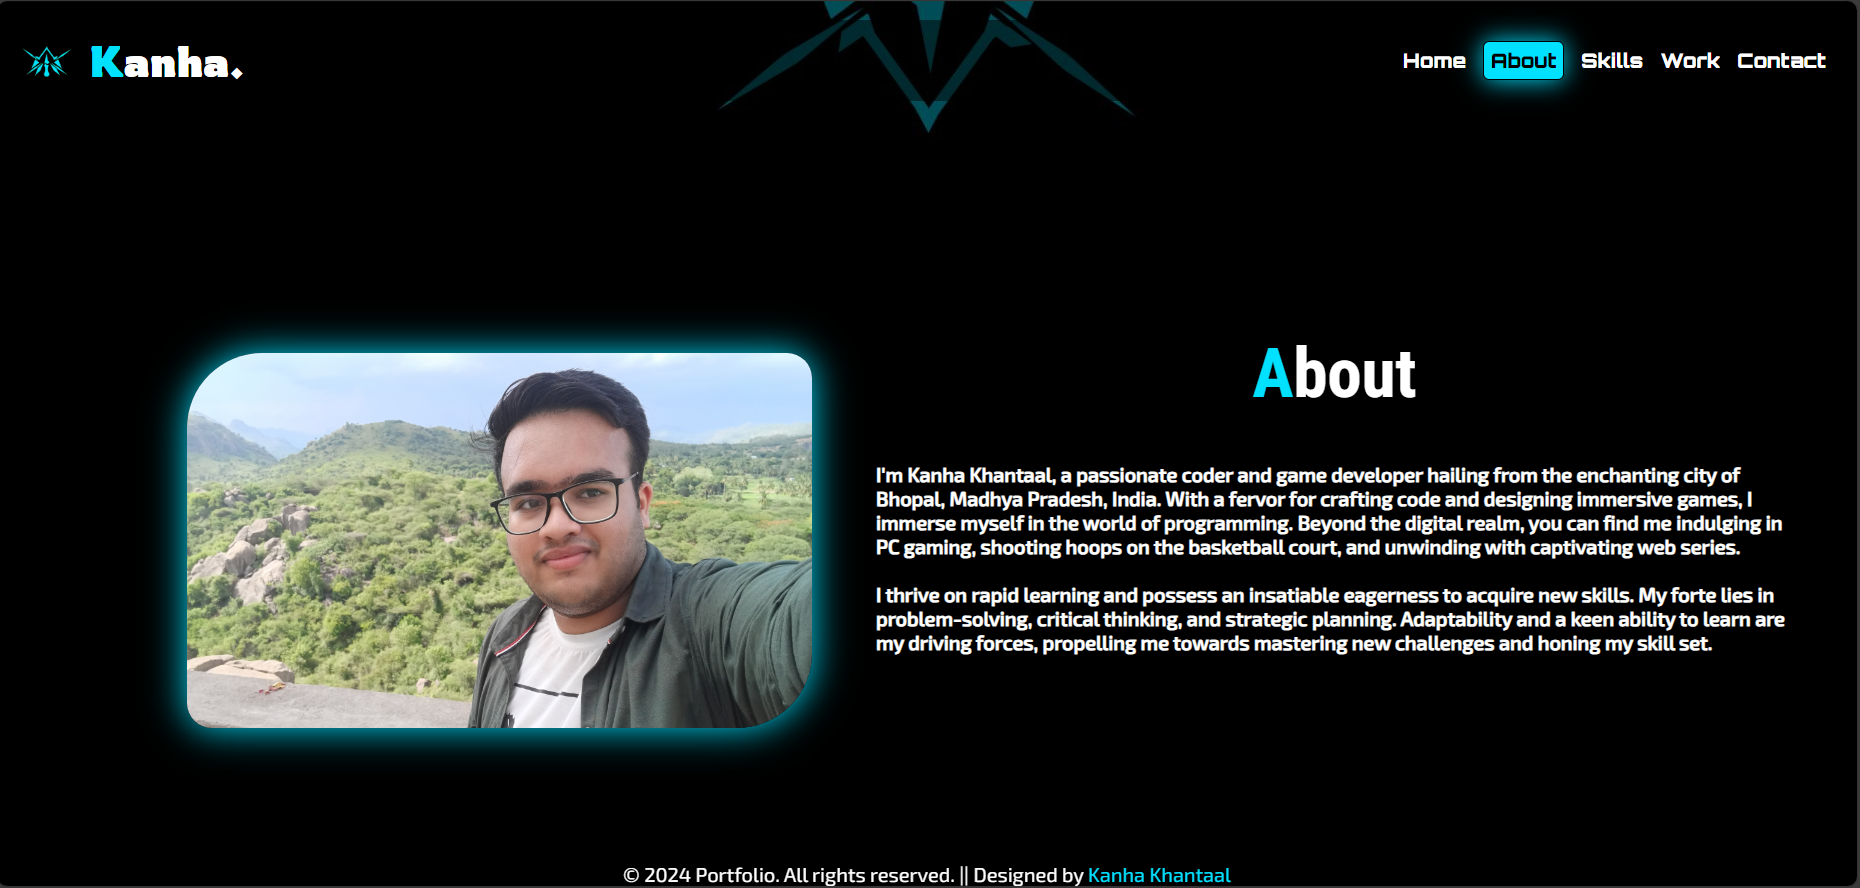 Kanha.
Home About Skills Work Contact
About
I'm Kanha Khantaal, a passionate coder and game developer hailing from the enchanting city of
Bhopal, Madhya Pradesh, India. With a fervor for crafting code and designing immersive games, I
immerse myself in the world of programming. Beyond the digital realm, you can find me indulging in
PC gaming, shooting hoops on the basketball court, and unwinding with captivating web series.
I thrive on rapid learning and possess an insatiable eagerness to acquire new skills. My forte lies in
problem-solving, critical thinking, and strategic planning. Adaptability and a keen ability to learn are
my driving forces, propelling me towards mastering new challenges and honing my skill set.
© 2024 Portfolio. All rights reserved. || Designed by Kanha Khantaal